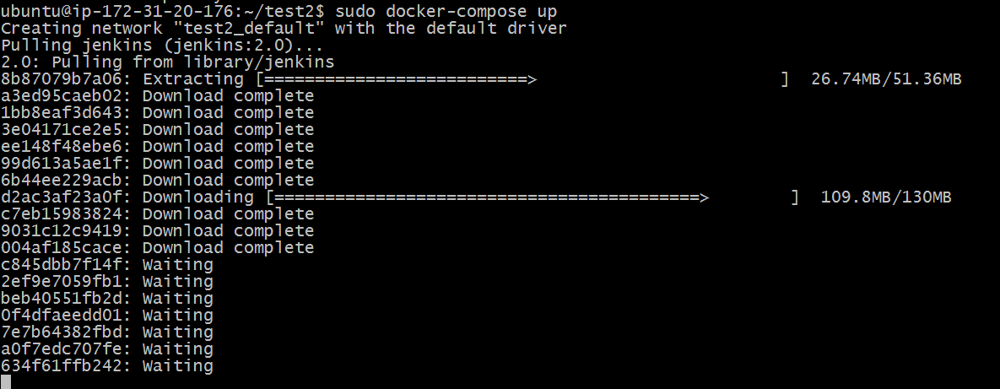 ubuntu@ip-172-31-20-176:~/test2$ sudo docker-compose up
Creating network "test2_default" with the default driver
Pulling jenkins (jenkins:2.0)...
2.0: Pulling from library/jenkins
8b87079b7a06: Extracting [==========================>                        ]  26.74MB/51.36MB
a3ed95caeb02: Download complete
1bb8eaf3d643: Download complete
3e04171ce2e5: Download complete
ee148f48ebe6: Download complete
99d613a5ae1f: Download complete
6b44ee229acb: Download complete
d2ac3af23a0f: Downloading [==========================================>        ]  109.8MB/130MB
c7eb15983824: Download complete
9031c12c9419: Download complete
004af185cace: Download complete
c845dbb7f14f: Waiting
2ef9e7059fb1: Waiting
beb40551fb2d: Waiting
0f4dfaeedd01: Waiting
7e7b64382fbd: Waiting
a0f7edc707fe: Waiting
634f61ffb242: Waiting